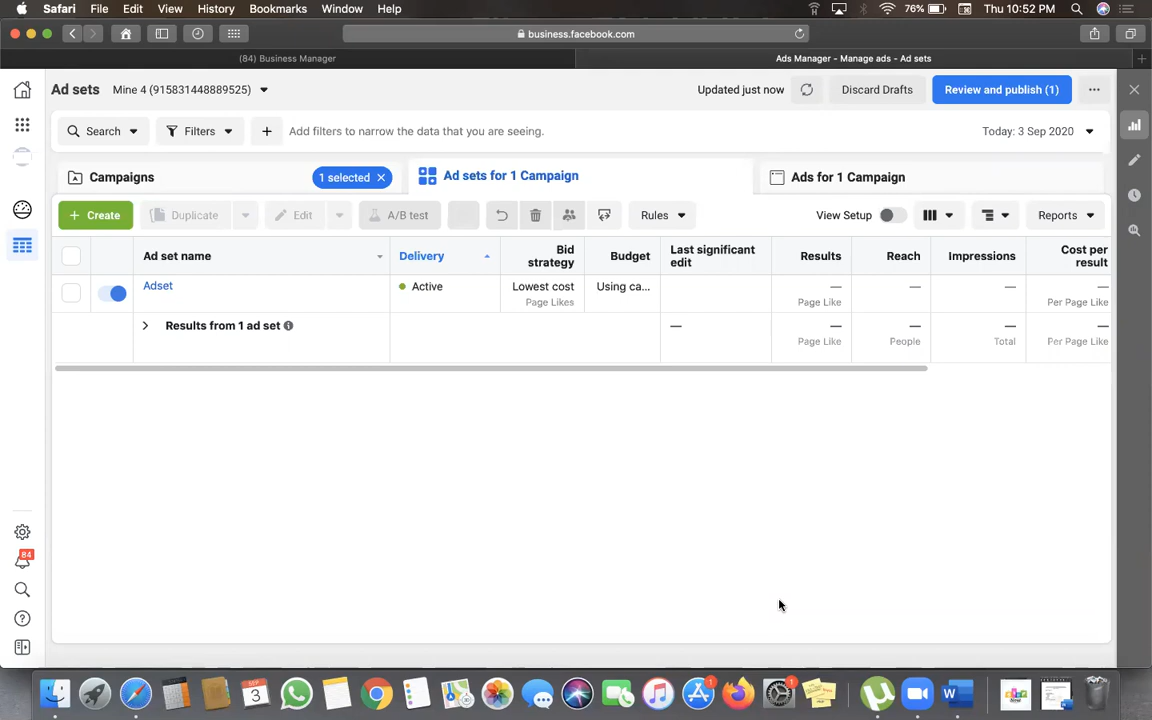 Safari File Edit View History Bookmarks Window Help 76% Thu 10:52 PM
business.facebook.com
(84) Business Manager Ads Manager - Manage ads - Ad sets
Ad sets Mine 4 (915831448889525) Updated just now Discard Drafts Review and publish (1)
Search Filters Add filters to narrow the data that you are seeing. Today: 3 Sep 2020
Campaigns 1 selected Ad sets for 1 Campaign Ads for 1 Campaign
+ Create Duplicate Edit A/B test Rules View Setup Reports
Ad set name Delivery Bid strategy Budget Last significant edit Results Reach Impressions Cost per result
Adset Active Lowest cost Using ca... — — — —
Page Likes Page Like Per Page Like
Results from 1 ad set — — — — —
Page Like People Total Per Page Like
84
SEP
3
1
1
W
New